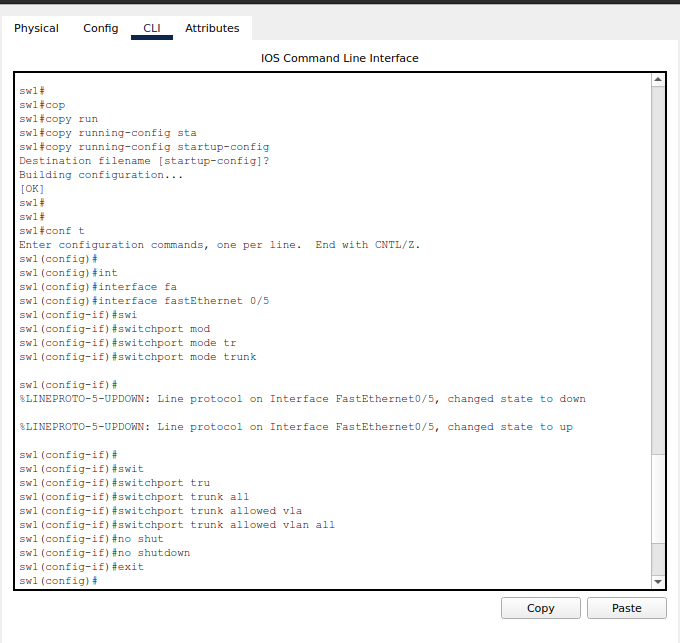 Physical Config CLI Attributes
IOS Command Line Interface
sw1#
sw1#cop
sw1#copy run
sw1#copy running-config sta
sw1#copy running-config startup-config
Destination filename [startup-config]?
Building configuration...
[OK]
sw1#
sw1#
sw1#conf t
Enter configuration commands, one per line.  End with CNTL/Z.
sw1(config)#
sw1(config)#int
sw1(config)#interface fa
sw1(config)#interface fastEthernet 0/5
sw1(config-if)#swi
sw1(config-if)#switchport mod
sw1(config-if)#switchport mode tr
sw1(config-if)#switchport mode trunk
sw1(config-if)#
%LINEPROTO-5-UPDOWN: Line protocol on Interface FastEthernet0/5, changed state to down
%LINEPROTO-5-UPDOWN: Line protocol on Interface FastEthernet0/5, changed state to up
sw1(config-if)#
sw1(config-if)#swit
sw1(config-if)#switchport tru
sw1(config-if)#switchport trunk all
sw1(config-if)#switchport trunk allowed vla
sw1(config-if)#switchport trunk allowed vlan all
sw1(config-if)#no shut
sw1(config-if)#no shutdown
sw1(config-if)#exit
sw1(config)#
Copy Paste